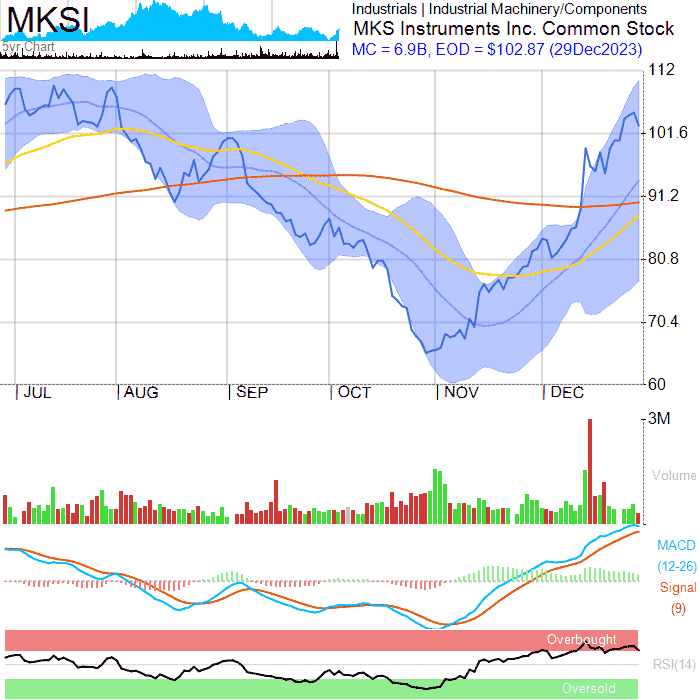 MKSI
5yr Chart
Industrials | Industrial Machinery/Components
MKS Instruments Inc. Common Stock
MC = 6.9B, EOD = $102.87 (29Dec2023)
112
101.6
91.2
80.8
70.4
60
JUL AUG SEP OCT NOV DEC
3M
Volume
MACD
(12-26)
Signal
(9)
Overbought
RSI(14)
Oversold